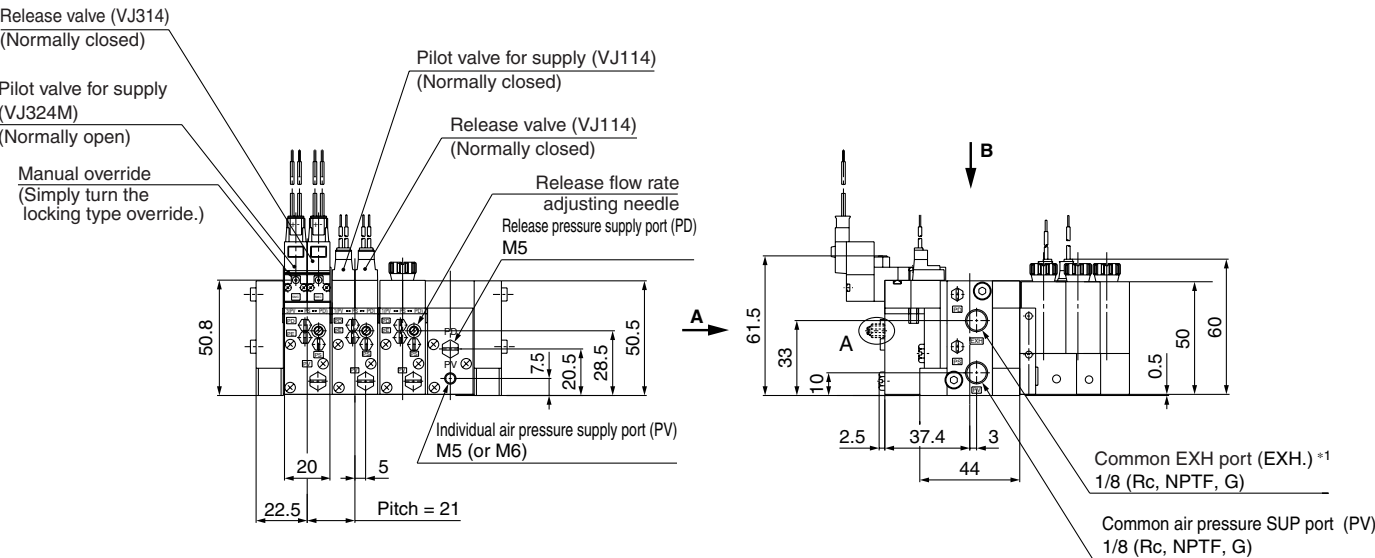 Release valve (VJ314)
(Normally closed)
Pilot valve for supply
(VJ324M)
(Normally open)
Manual override
(Simply turn the
locking type override.)
Pilot valve for supply (VJ114)
(Normally closed)
Release valve (VJ114)
(Normally closed)
Release flow rate
adjusting needle
Release pressure supply port (PD)
M5
PD
PV
50.8
7.5
20.5
28.5
50.5
Individual air pressure supply port (PV)
M5 (or M6)
20
5
22.5
Pitch = 21
A
B
61.5
33
10
A
2.5
37.4
3
44
0.5
50
60
Common EXH port (EXH.) *1
1/8 (Rc, NPTF, G)
Common air pressure SUP port (PV)
1/8 (Rc, NPTF, G)